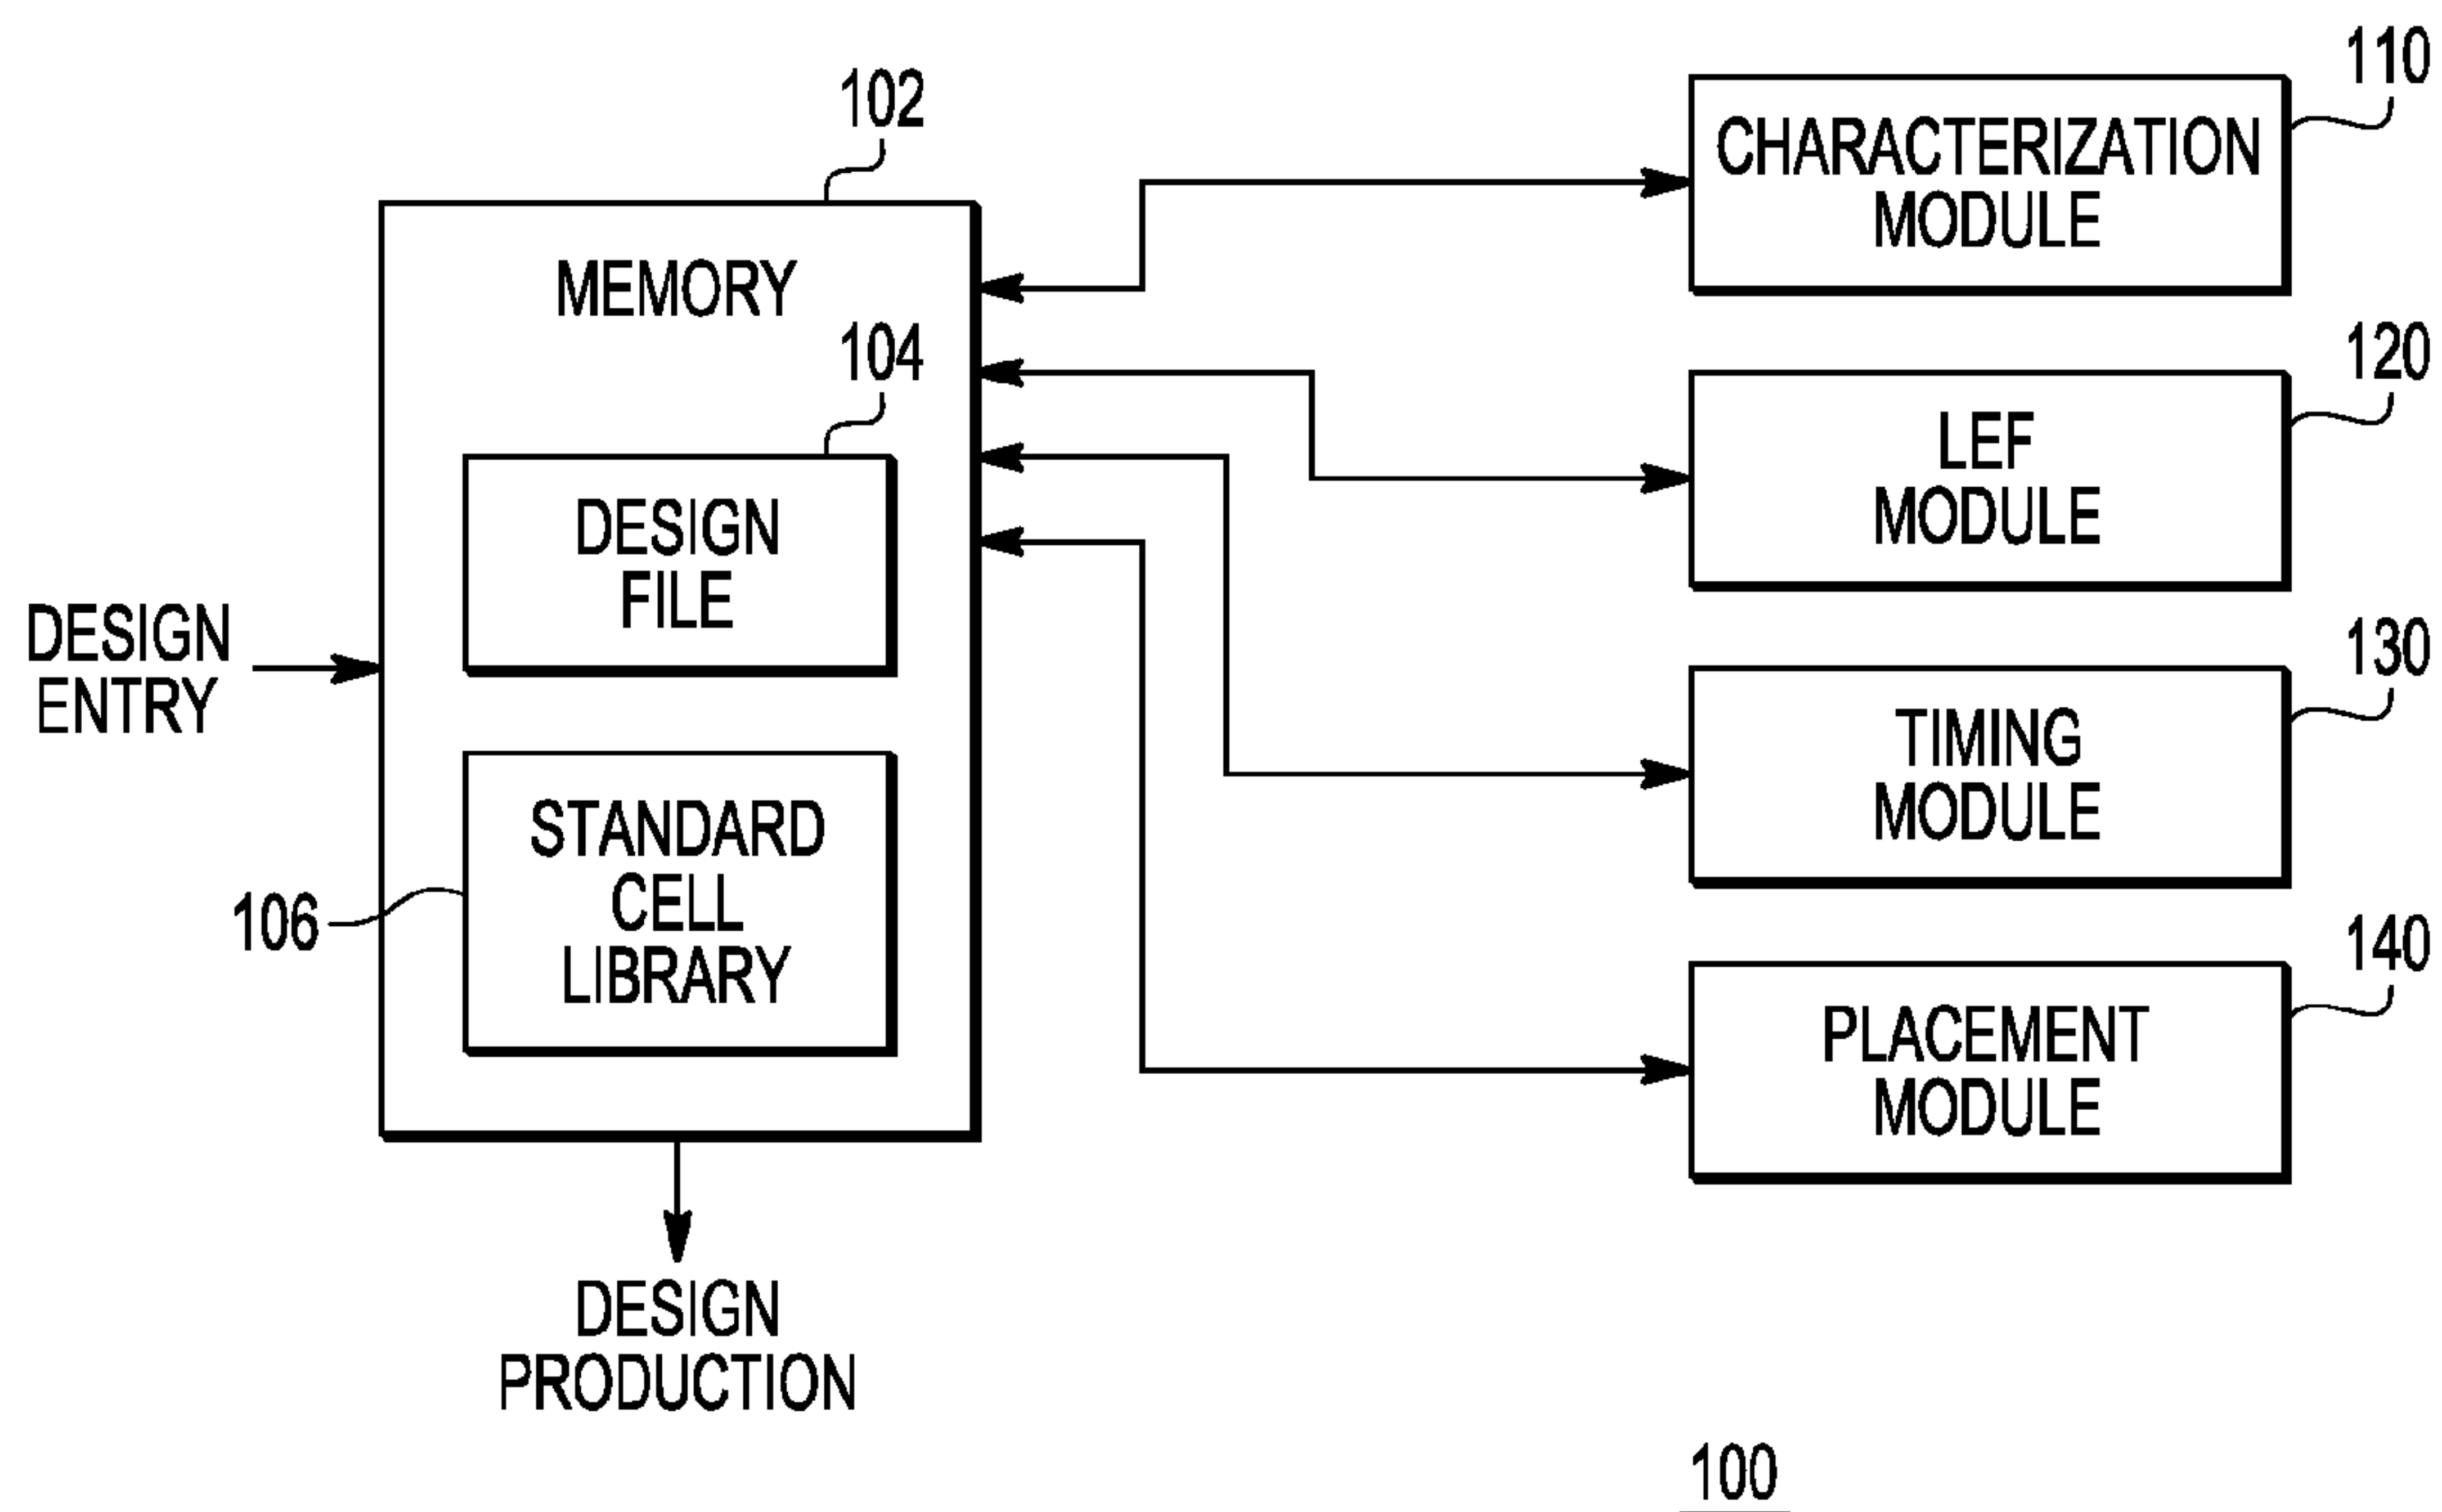 102
MEMORY
104
DESIGN
FILE
DESIGN
ENTRY
STANDARD
CELL
LIBRARY
106
DESIGN
PRODUCTION
110
CHARACTERIZATION
MODULE
120
LEF
MODULE
130
TIMING
MODULE
140
PLACEMENT
MODULE
100